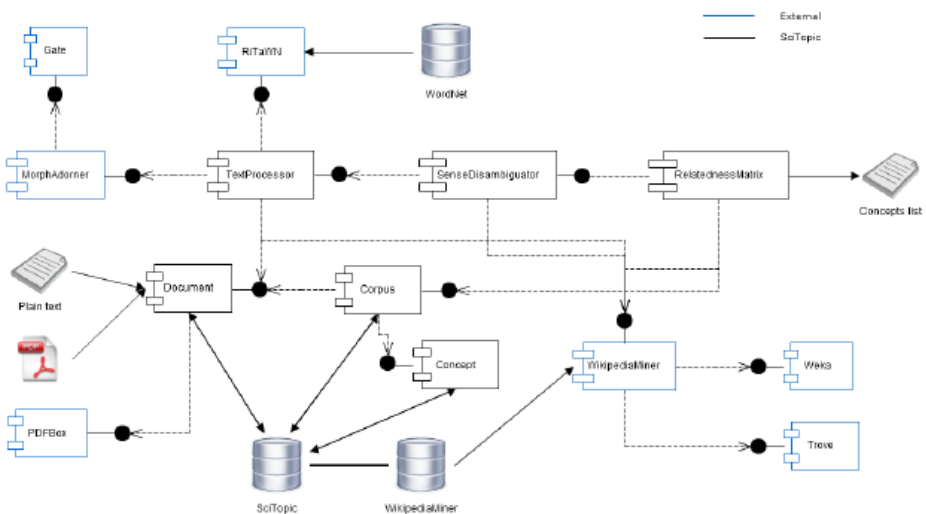 External
SciTopic
Gate
RiTaWN
WordNet
MorphAdorner
TextProcessor
SenseDisambiguator
RelatednessMatrix
Concepts list
Plain text
Document
Corpus
PDF
Concept
WikipediaMiner
Weka
PDFBox
Trove
SciTopic
WikipediaMiner